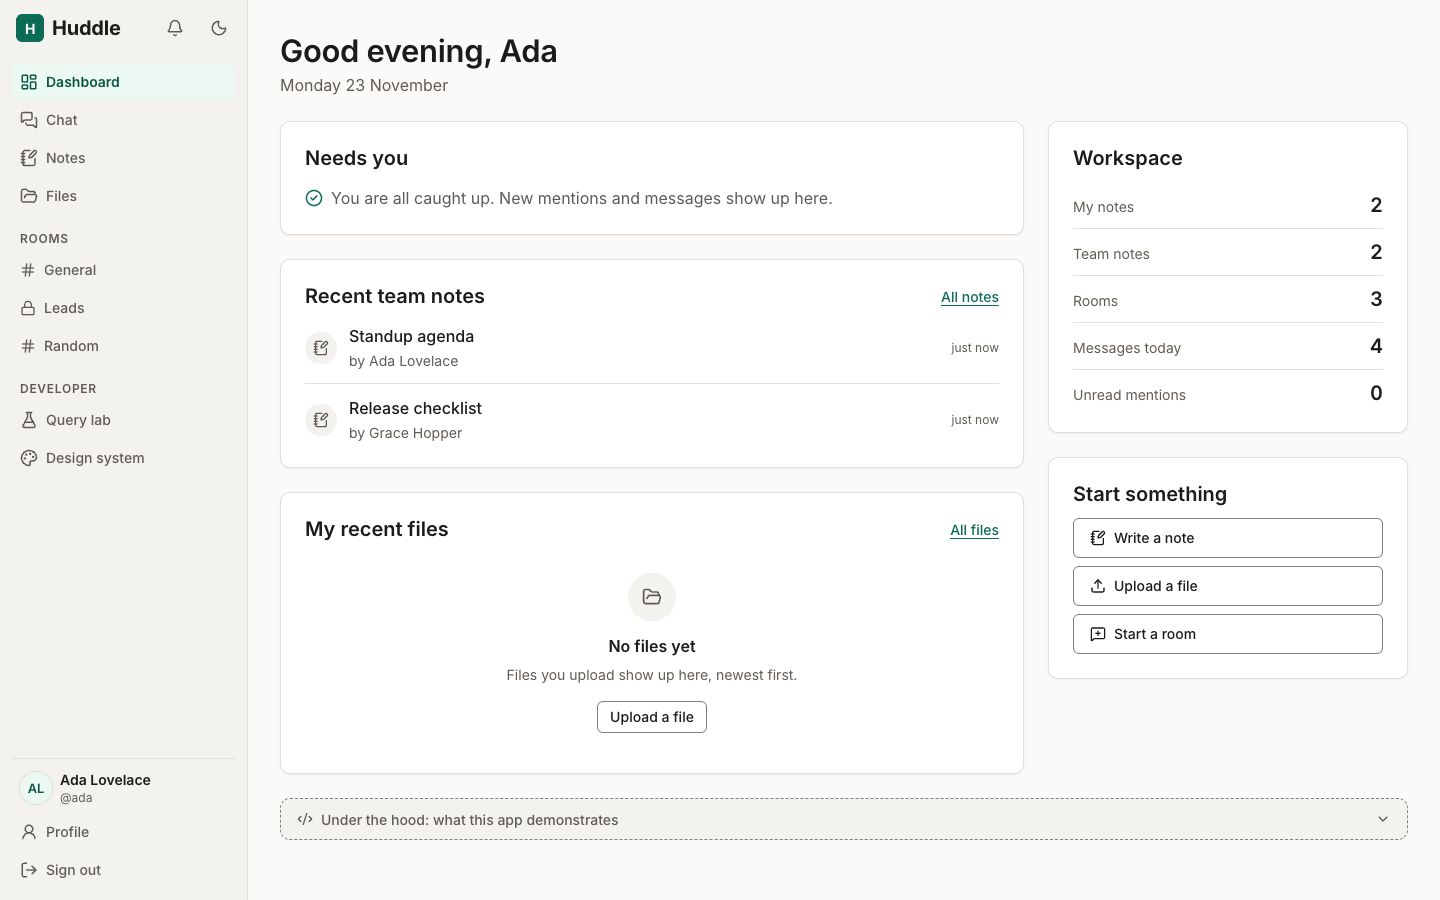 H Huddle
Dashboard
Chat
Notes
Files
ROOMS
General
Leads
Random
DEVELOPER
Query lab
Design system
AL
Ada Lovelace
@ada
Profile
Sign out
Good evening, Ada
Monday 23 November
Needs you
You are all caught up. New mentions and messages show up here.
Recent team notes
All notes
Standup agenda
by Ada Lovelace
just now
Release checklist
by Grace Hopper
just now
My recent files
All files
No files yet
Files you upload show up here, newest first.
Upload a file
Workspace
My notes 2
Team notes 2
Rooms 3
Messages today 4
Unread mentions 0
Start something
Write a note
Upload a file
Start a room
Under the hood: what this app demonstrates